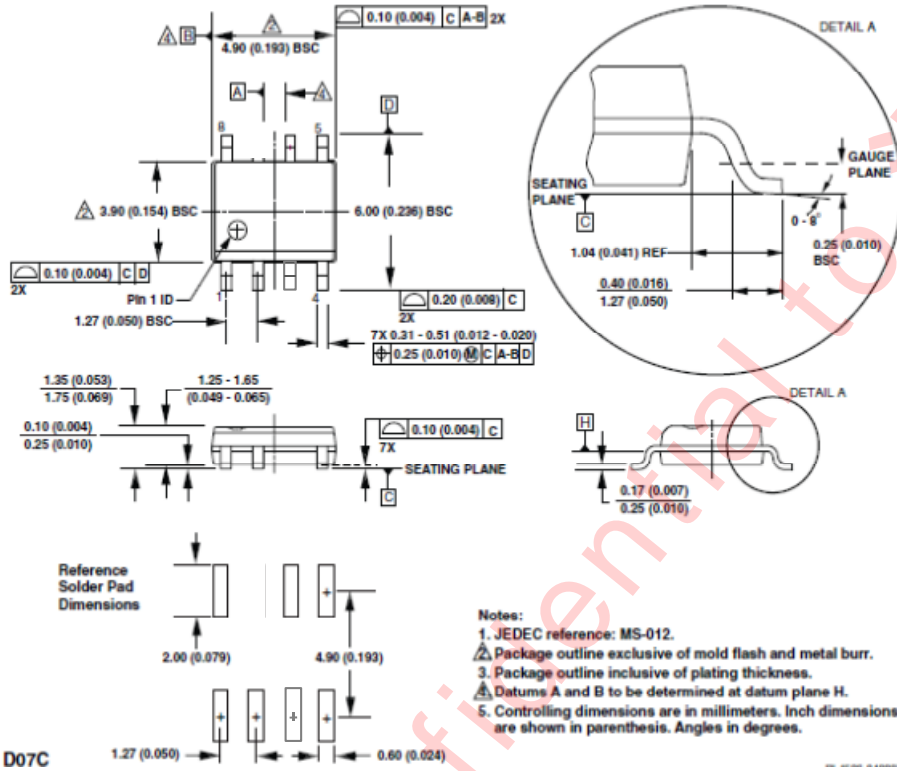 0.10 (0.004) C A-B 2X
DETAIL A
2
4 B
4.90 (0.193) BSC
A
4
D
8
5
GAUGE
PLANE
SEATING
PLANE
C
2 3.90 (0.154) BSC
6.00 (0.236) BSC
0 - 8°
0.25 (0.010)
BSC
1.04 (0.041) REF
0.10 (0.004) C D
2X
0.40 (0.016)
1.27 (0.050)
Pin 1 ID
1
4
0.20 (0.008) C
2X
1.27 (0.050) BSC
7X 0.31 - 0.51 (0.012 - 0.020)
0.25 (0.010) M C A-B D
1.35 (0.053)
1.75 (0.069)
1.25 - 1.65
(0.049 - 0.065)
DETAIL A
0.10 (0.004)
0.25 (0.010)
0.10 (0.004) C
7X
H
SEATING PLANE
C
0.17 (0.007)
0.25 (0.010)
Reference
Solder Pad
Dimensions
2.00 (0.079)
4.90 (0.193)
Notes:
1. JEDEC reference: MS-012.
2. Package outline exclusive of mold flash and metal burr.
3. Package outline inclusive of plating thickness.
4. Datums A and B to be determined at datum plane H.
5. Controlling dimensions are in millimeters. Inch dimensions
are shown in parenthesis. Angles in degrees.
D07C
1.27 (0.050)
0.60 (0.024)
fidential to